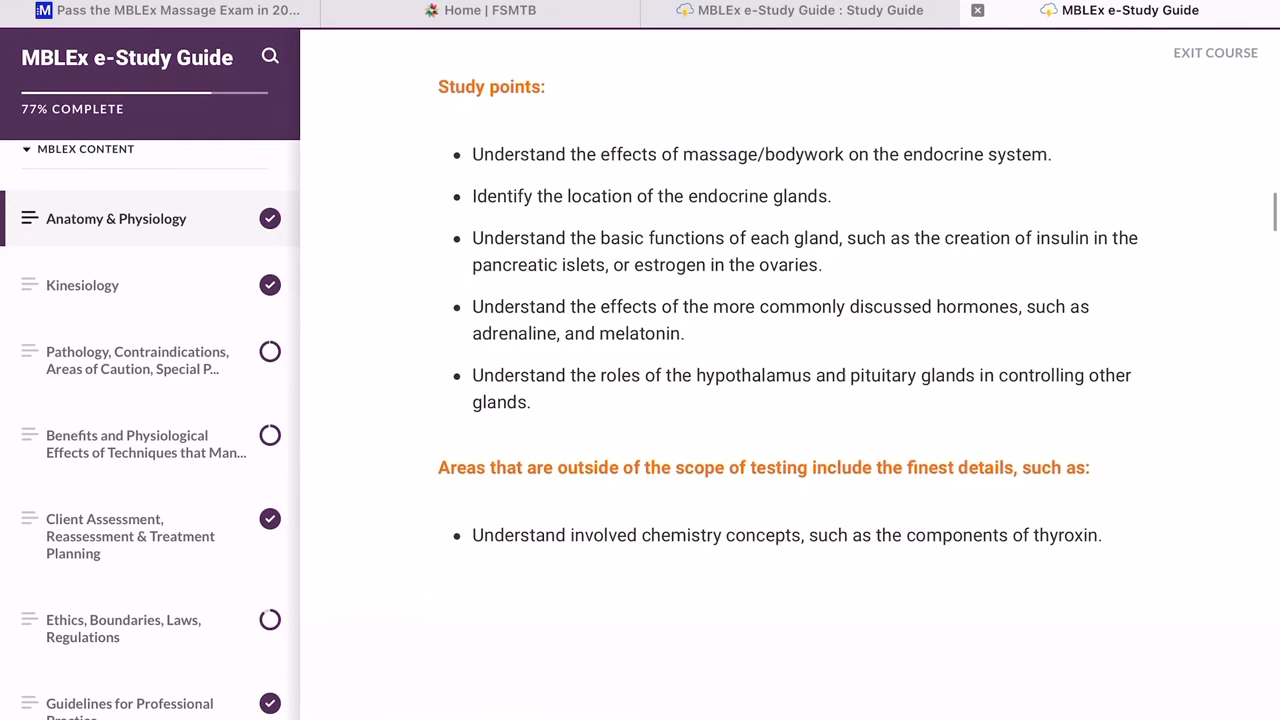 Pass the MBLEx Massage Exam in 20...
Home | FSMTB
MBLEx e-Study Guide : Study Guide
MBLEx e-Study Guide
MBLEx e-Study Guide
77% COMPLETE
MBLEX CONTENT
Anatomy & Physiology
Kinesiology
Pathology, Contraindications,
Areas of Caution, Special P...
Benefits and Physiological
Effects of Techniques that Man...
Client Assessment,
Reassessment & Treatment
Planning
Ethics, Boundaries, Laws,
Regulations
Guidelines for Professional
Practice
EXIT COURSE
Study points:
• Understand the effects of massage/bodywork on the endocrine system.
• Identify the location of the endocrine glands.
• Understand the basic functions of each gland, such as the creation of insulin in the
pancreatic islets, or estrogen in the ovaries.
• Understand the effects of the more commonly discussed hormones, such as
adrenaline, and melatonin.
• Understand the roles of the hypothalamus and pituitary glands in controlling other
glands.
Areas that are outside of the scope of testing include the finest details, such as:
• Understand involved chemistry concepts, such as the components of thyroxin.